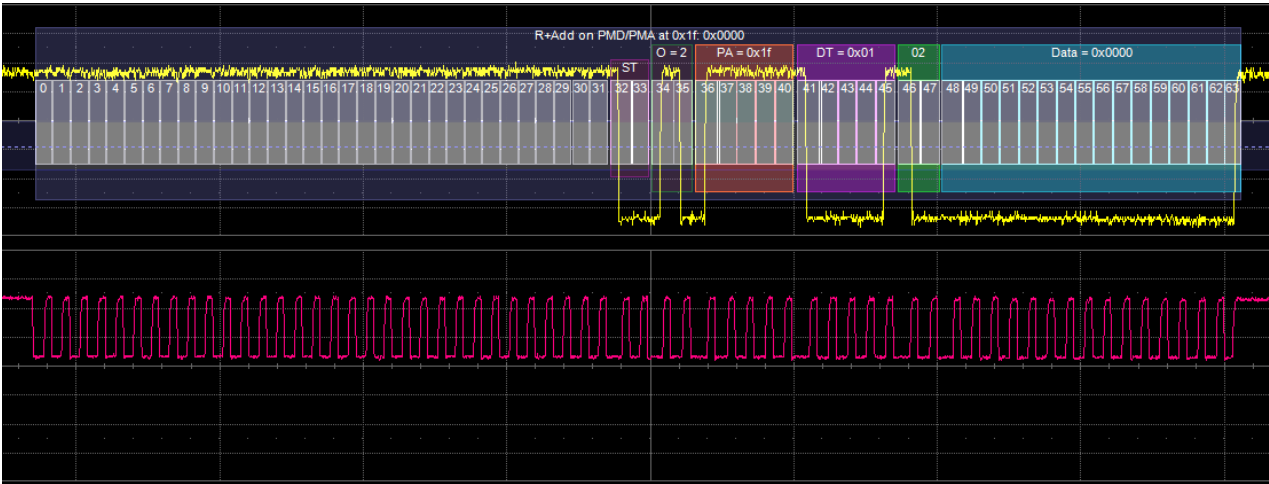 R+Add on PMD/PMA at 0x1f: 0x0000
ST O = 2 PA = 0x1f DT = 0x01 02 Data = 0x0000
0 1 2 3 4 5 6 7 8 9 10 11 12 13 14 15 16 17 18 19 20 21 22 23 24 25 26 27 28 29 30 31 32 33 34 35 36 37 38 39 40 41 42 43 44 45 46 47 48 49 50 51 52 53 54 55 56 57 58 59 60 61 62 63